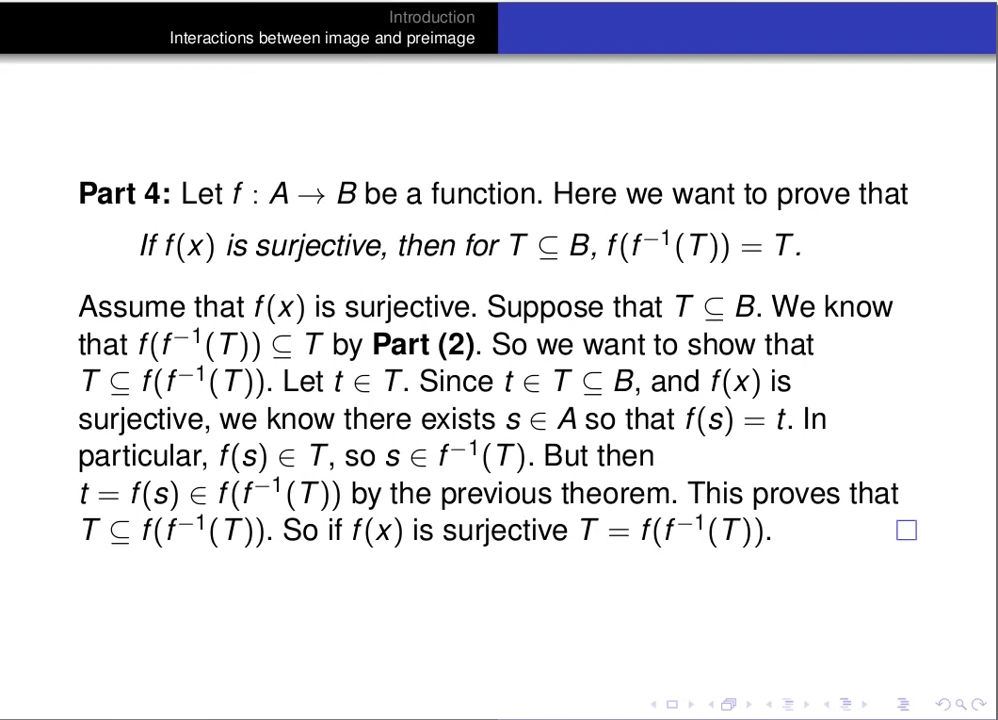 Introduction
Interactions between image and preimage
Part 4: Let f : A → B be a function. Here we want to prove that
If f(x) is surjective, then for T ⊆ B, f(f⁻¹(T)) = T.
Assume that f(x) is surjective. Suppose that T ⊆ B. We know
that f(f⁻¹(T)) ⊆ T by Part (2). So we want to show that
T ⊆ f(f⁻¹(T)). Let t ∈ T. Since t ∈ T ⊆ B, and f(x) is
surjective, we know there exists s ∈ A so that f(s) = t. In
particular, f(s) ∈ T, so s ∈ f⁻¹(T). But then
t = f(s) ∈ f(f⁻¹(T)) by the previous theorem. This proves that
T ⊆ f(f⁻¹(T)). So if f(x) is surjective T = f(f⁻¹(T)). □